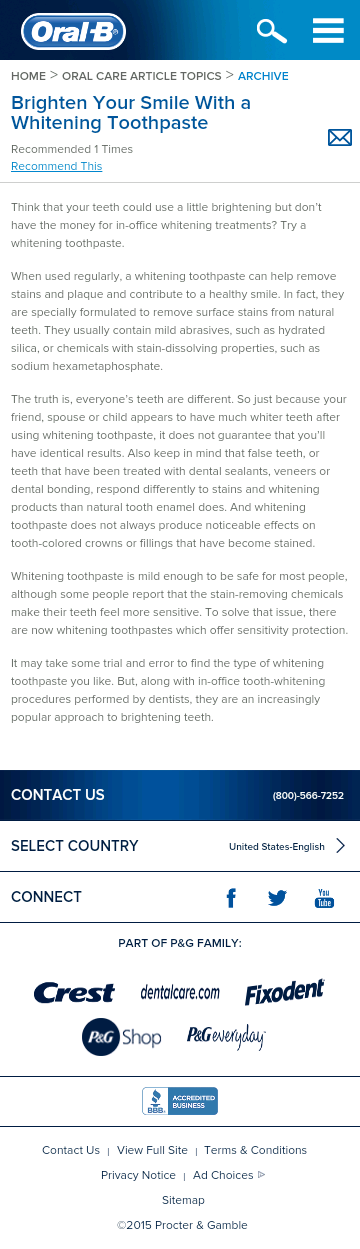 Oral-B
HOME > ORAL CARE ARTICLE TOPICS > ARCHIVE
Brighten Your Smile With a
Whitening Toothpaste
Recommended 1 Times
Recommend This
Think that your teeth could use a little brightening but don't
have the money for in-office whitening treatments? Try a
whitening toothpaste.
When used regularly, a whitening toothpaste can help remove
stains and plaque and contribute to a healthy smile. In fact, they
are specially formulated to remove surface stains from natural
teeth. They usually contain mild abrasives, such as hydrated
silica, or chemicals with stain-dissolving properties, such as
sodium hexametaphosphate.
The truth is, everyone's teeth are different. So just because your
friend, spouse or child appears to have much whiter teeth after
using whitening toothpaste, it does not guarantee that you'll
have identical results. Also keep in mind that false teeth, or
teeth that have been treated with dental sealants, veneers or
dental bonding, respond differently to stains and whitening
products than natural tooth enamel does. And whitening
toothpaste does not always produce noticeable effects on
tooth-colored crowns or fillings that have become stained.
Whitening toothpaste is mild enough to be safe for most people,
although some people report that the stain-removing chemicals
make their teeth feel more sensitive. To solve that issue, there
are now whitening toothpastes which offer sensitivity protection.
It may take some trial and error to find the type of whitening
toothpaste you like. But, along with in-office tooth-whitening
procedures performed by dentists, they are an increasingly
popular approach to brightening teeth.
CONTACT US (800)-566-7252
SELECT COUNTRY United States-English
CONNECT You Tube
PART OF P&G FAMILY:
Crest dentalcare.com Fixodent
P&G Shop P&G everyday
BBB ACCREDITED BUSINESS
Contact Us | View Full Site | Terms & Conditions
Privacy Notice | Ad Choices
Sitemap
©2015 Procter & Gamble